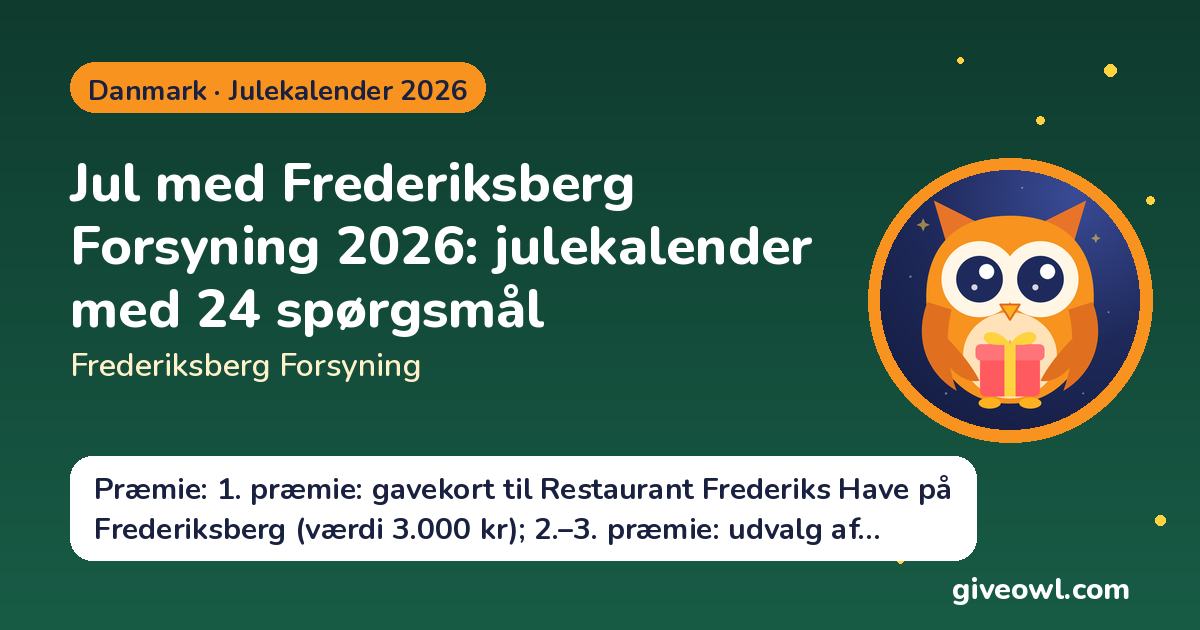 Danmark · Julekalender 2026
Jul med Frederiksberg
Forsyning 2026: julekalender
med 24 spørgsmål
Frederiksberg Forsyning
Præmie: 1. præmie: gavekort til Restaurant Frederiks Have på
Frederiksberg (værdi 3.000 kr); 2.–3. præmie: udvalg af...
giveowl.com